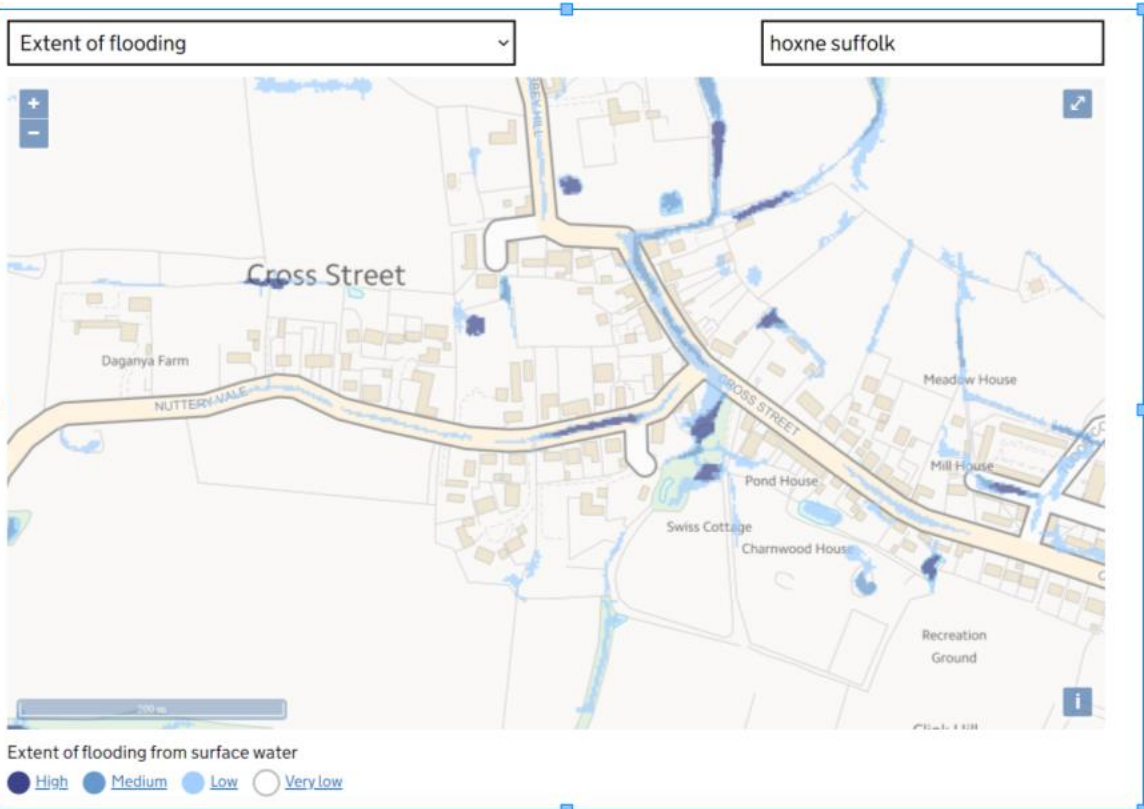 Extent of flooding
hoxne suffolk
+
−
Cross Street
Daganya Farm
NUTTERY VALE
CROSS STREET
Meadow House
Mill House
Pond House
Swiss Cottage
Charnwood House
Recreation
Ground
200 m
i
Extent of flooding from surface water
High Medium Low Very low